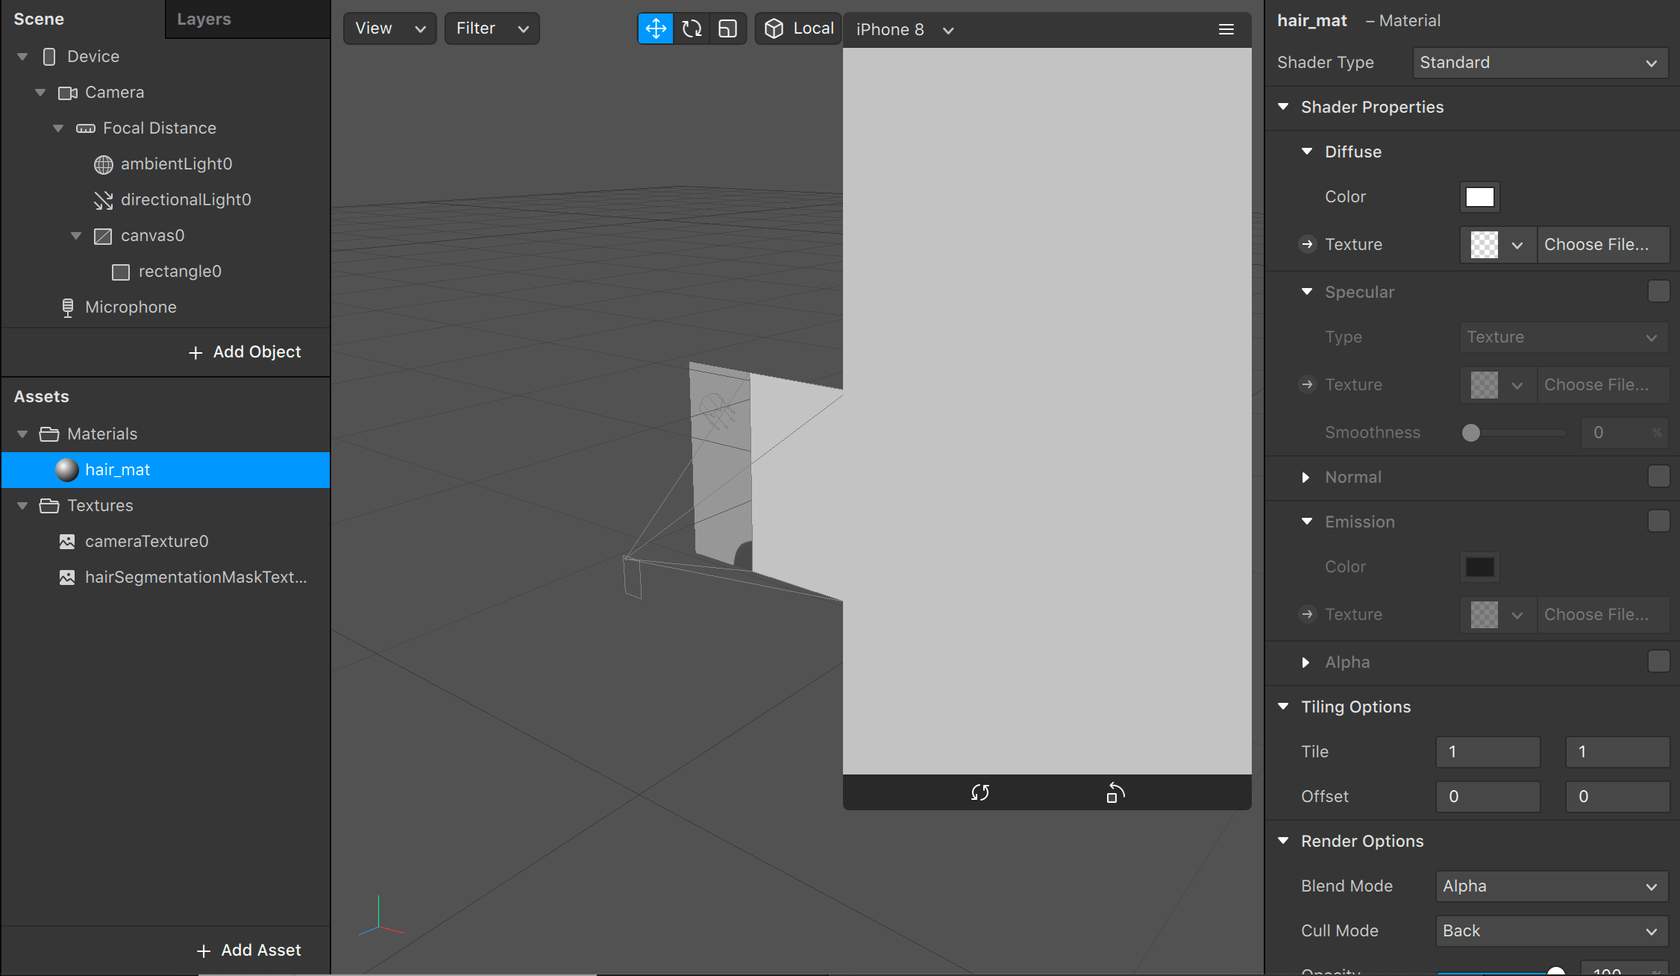 Scene
Layers
Device
Camera
Focal Distance
ambientLight0
directionalLight0
canvas0
rectangle0
Microphone
+ Add Object
Assets
Materials
hair_mat
Textures
cameraTexture0
hairSegmentationMaskText...
+ Add Asset
View
Filter
Local
iPhone 8
hair_mat – Material
Shader Type Standard
Shader Properties
Diffuse
Color
Texture Choose File...
Specular
Type Texture
Texture Choose File...
Smoothness 0 %
Normal
Emission
Color
Texture Choose File...
Alpha
Tiling Options
Tile 1 1
Offset 0 0
Render Options
Blend Mode Alpha
Cull Mode Back
Opacity 100